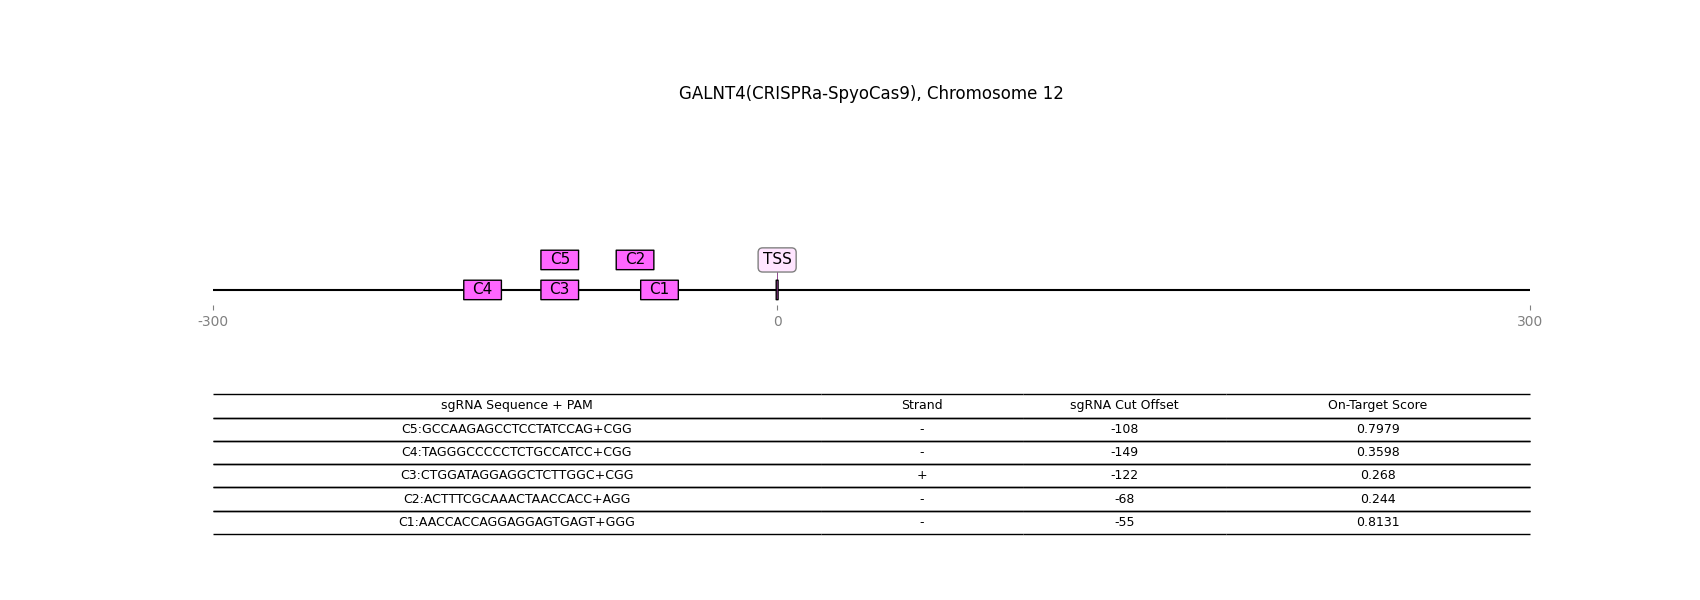 GALNT4(CRISPRa-SpyoCas9), Chromosome 12
C5 C2 TSS
C4 C3 C1
-300 0 300
sgRNA Sequence + PAM Strand sgRNA Cut Offset On-Target Score
C5:GCCAAGAGCCTCCTATCCAG+CGG - -108 0.7979
C4:TAGGGCCCCCTCTGCCATCC+CGG - -149 0.3598
C3:CTGGATAGGAGGCTCTTGGC+CGG + -122 0.268
C2:ACTTTCGCAAACTAACCACC+AGG - -68 0.244
C1:AACCACCAGGAGGAGTGAGT+GGG - -55 0.8131